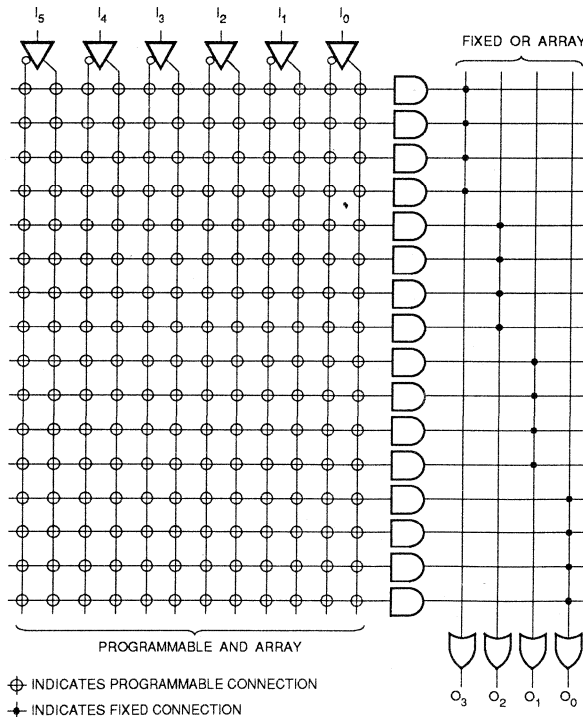 I5 I4 I3 I2 I1 I0
FIXED OR ARRAY
PROGRAMMABLE AND ARRAY
O3 O2 O1 O0
INDICATES PROGRAMMABLE CONNECTION
INDICATES FIXED CONNECTION